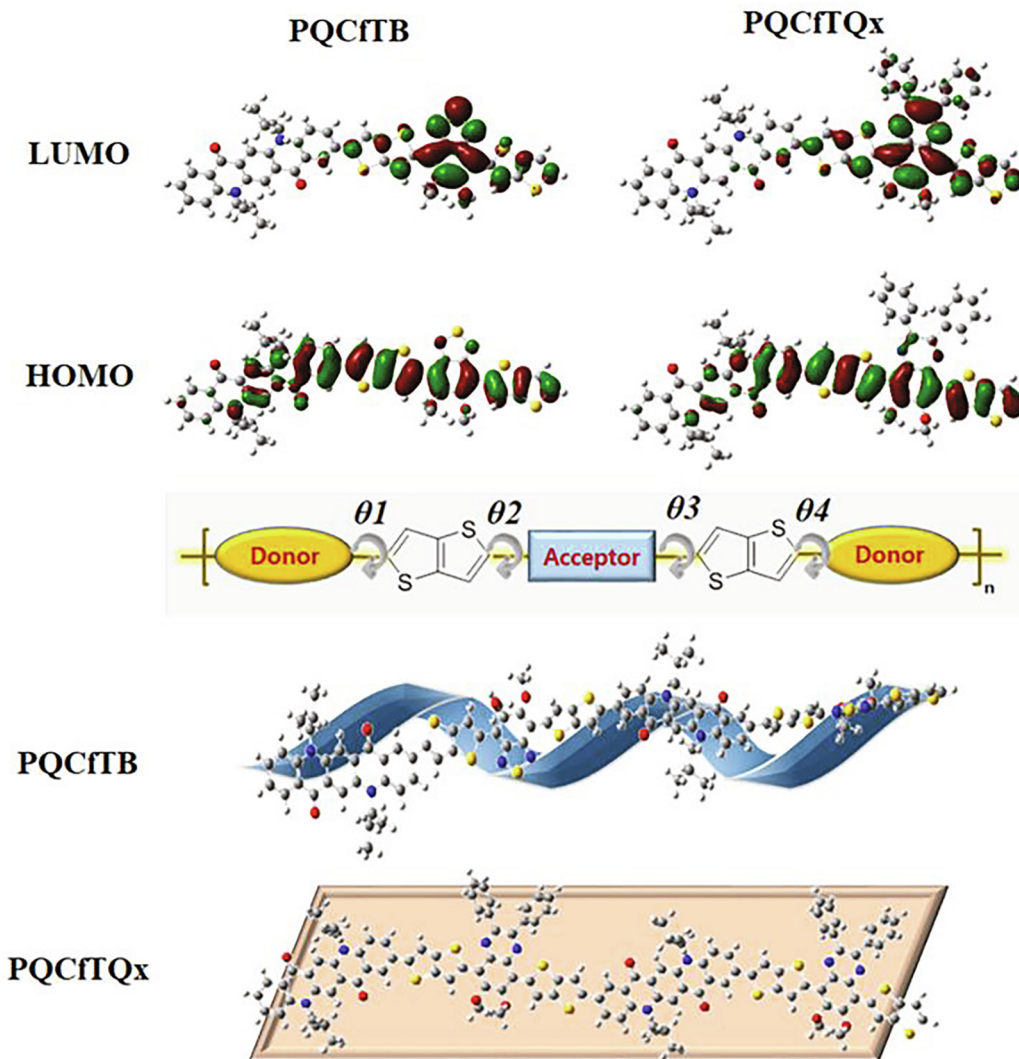 PQCfTB PQCfTQx
LUMO
HOMO
θ1 θ2 θ3 θ4
Donor S S Acceptor S S Donor n
PQCfTB
PQCfTQx